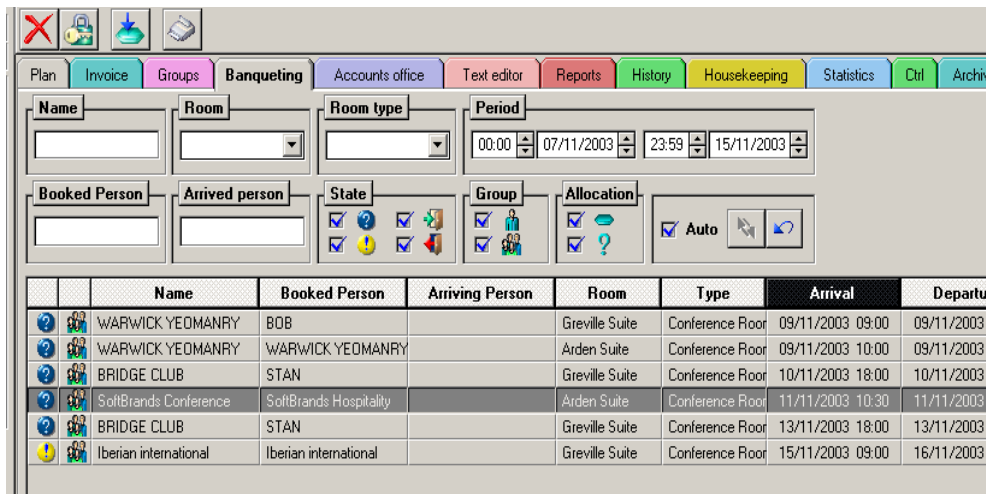 Plan Invoice Groups Banqueting Accounts office Text editor Reports History Housekeeping Statistics Ctrl Archiv
Name Room Room type Period
00:00 07/11/2003 23:59 15/11/2003
Booked Person Arrived person State Group Allocation
Auto
Name Booked Person Arriving Person Room Type Arrival Departu
WARWICK YEOMANRY BOB Greville Suite Conference Roor 09/11/2003 09:00 09/11/2003
WARWICK YEOMANRY WARWICK YEOMANRY Arden Suite Conference Roor 09/11/2003 10:00 09/11/2003
BRIDGE CLUB STAN Greville Suite Conference Roor 10/11/2003 18:00 10/11/2003
SoftBrands Conference SoftBrands Hospitality Arden Suite Conference Roor 11/11/2003 10:30 11/11/2003
BRIDGE CLUB STAN Greville Suite Conference Roor 13/11/2003 18:00 13/11/2003
Iberian international Iberian international Greville Suite Conference Roor 15/11/2003 09:00 16/11/2003